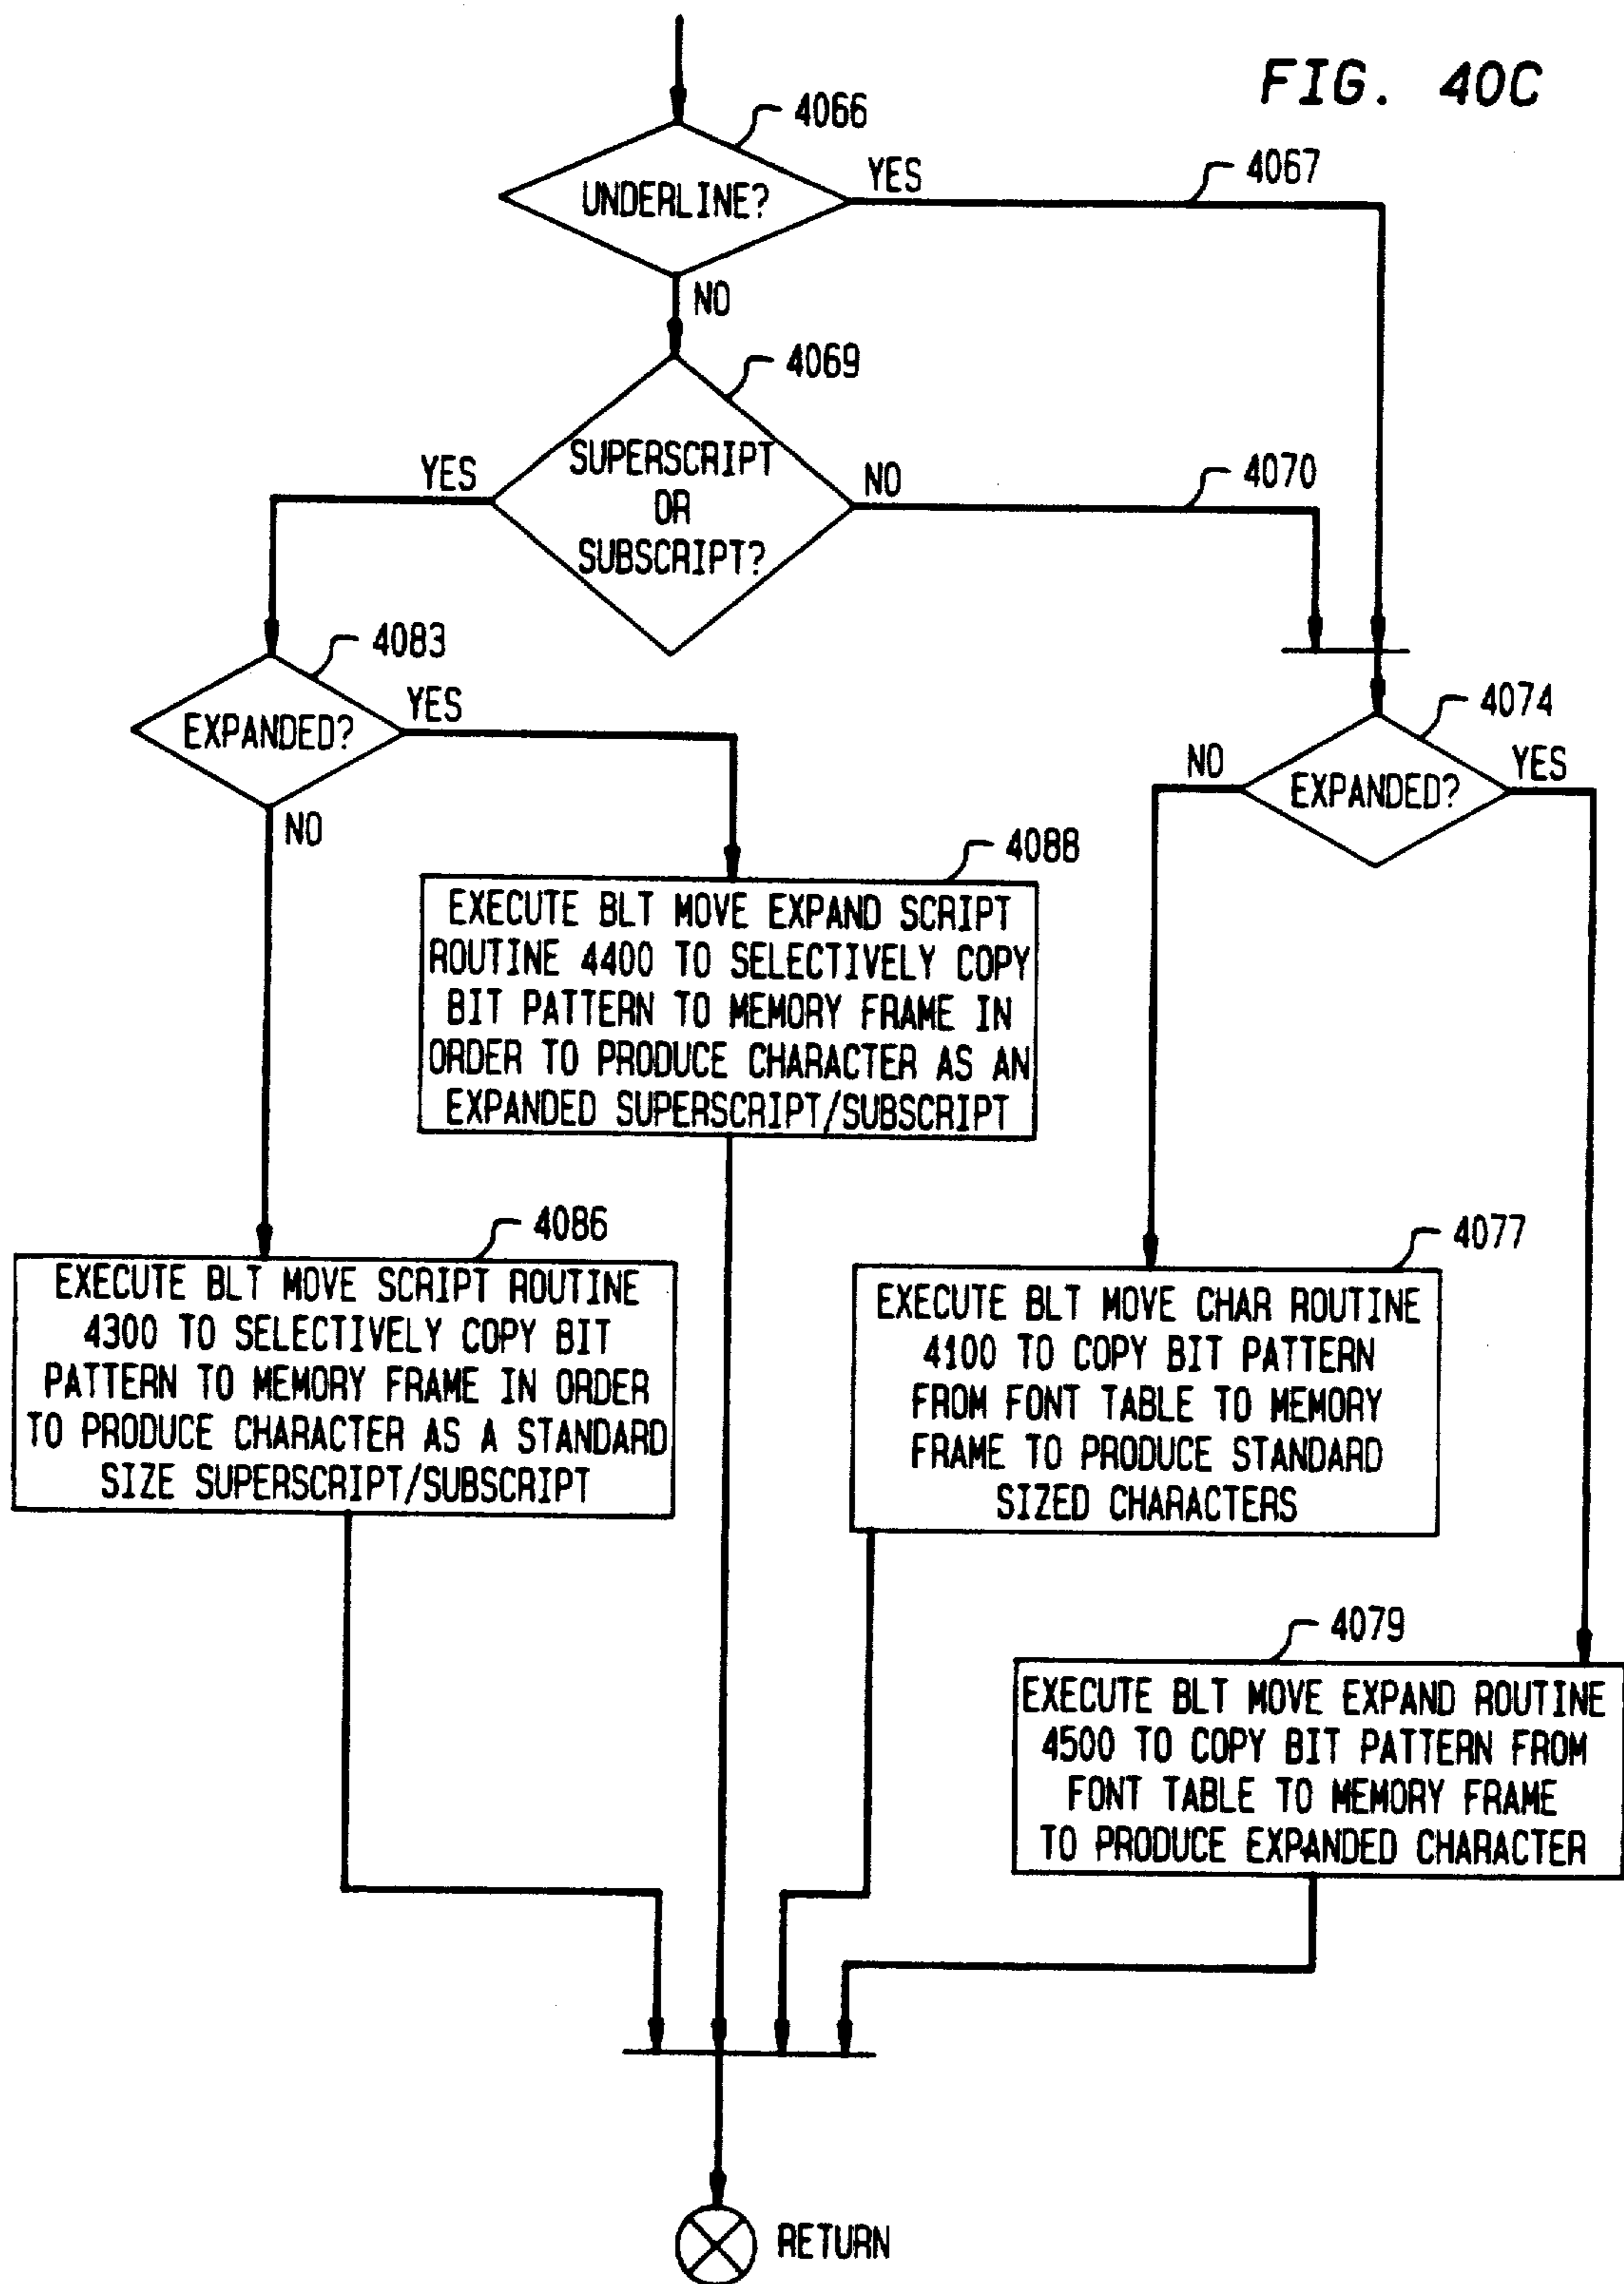 FIG. 40C
4066
UNDERLINE?
YES
4067
NO
4069
SUPERSCRIPT
OR
SUBSCRIPT?
YES
NO
4070
4083
EXPANDED?
YES
NO
4074
EXPANDED?
NO
YES
4088
EXECUTE BLT MOVE EXPAND SCRIPT
ROUTINE 4400 TO SELECTIVELY COPY
BIT PATTERN TO MEMORY FRAME IN
ORDER TO PRODUCE CHARACTER AS AN
EXPANDED SUPERSCRIPT/SUBSCRIPT
4086
EXECUTE BLT MOVE SCRIPT ROUTINE
4300 TO SELECTIVELY COPY BIT
PATTERN TO MEMORY FRAME IN ORDER
TO PRODUCE CHARACTER AS A STANDARD
SIZE SUPERSCRIPT/SUBSCRIPT
4077
EXECUTE BLT MOVE CHAR ROUTINE
4100 TO COPY BIT PATTERN
FROM FONT TABLE TO MEMORY
FRAME TO PRODUCE STANDARD
SIZED CHARACTERS
4079
EXECUTE BLT MOVE EXPAND ROUTINE
4500 TO COPY BIT PATTERN FROM
FONT TABLE TO MEMORY FRAME
TO PRODUCE EXPANDED CHARACTER
RETURN